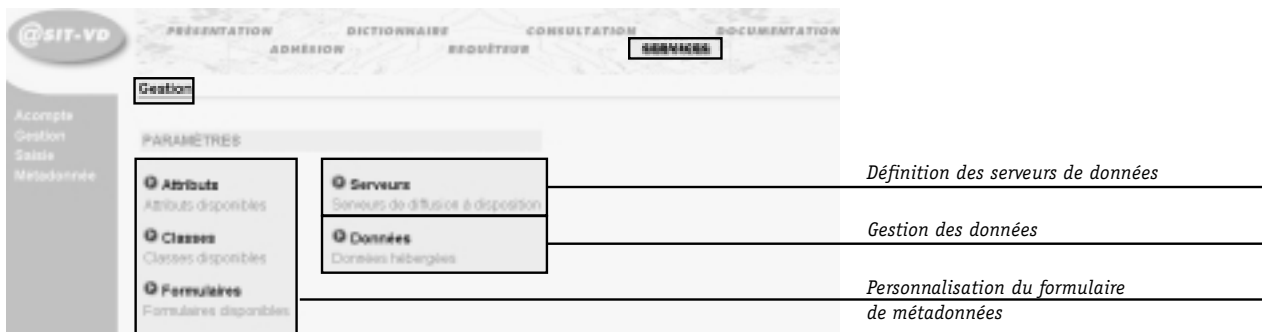 @SIT-VD
PRÉSENTATION DICTIONNAIRE CONSULTATION DOCUMENTATION
ADHÉSION REQUÊTEUR SERVICES
Gestion
Acompte
Gestion
Saisie
Metadonnée
PARAMÈTRES
Attributs
Attributs disponibles
Classes
Classes disponibles
Formulaires
Formulaires disponibles
Serveurs
Serveurs de diffusion à disposition
Données
Données hébergées
Définition des serveurs de données
Gestion des données
Personnalisation du formulaire
de métadonnées